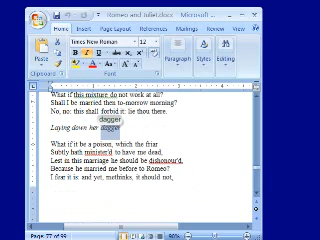 Romeo and Juliet.docx - Microsoft ...
Home Insert Page Layout References Mailings
Times New Roman 12
Paste
Clipboard Font
Paragraph Styles Editing
What if this mixture do not work at all?
Shall I be married then to-morrow morning?
No, no: this shall forbid it: lie thou there.
dagger
Laying down her dagger
What if it be a poison, which the friar
Subtly hath minister'd to have me dead,
Lest in this marriage he should be dishonour'd,
Because he married me before to Romeo?
I fear it is: and yet, methinks, it should not,
Page: 77 of 99 90%